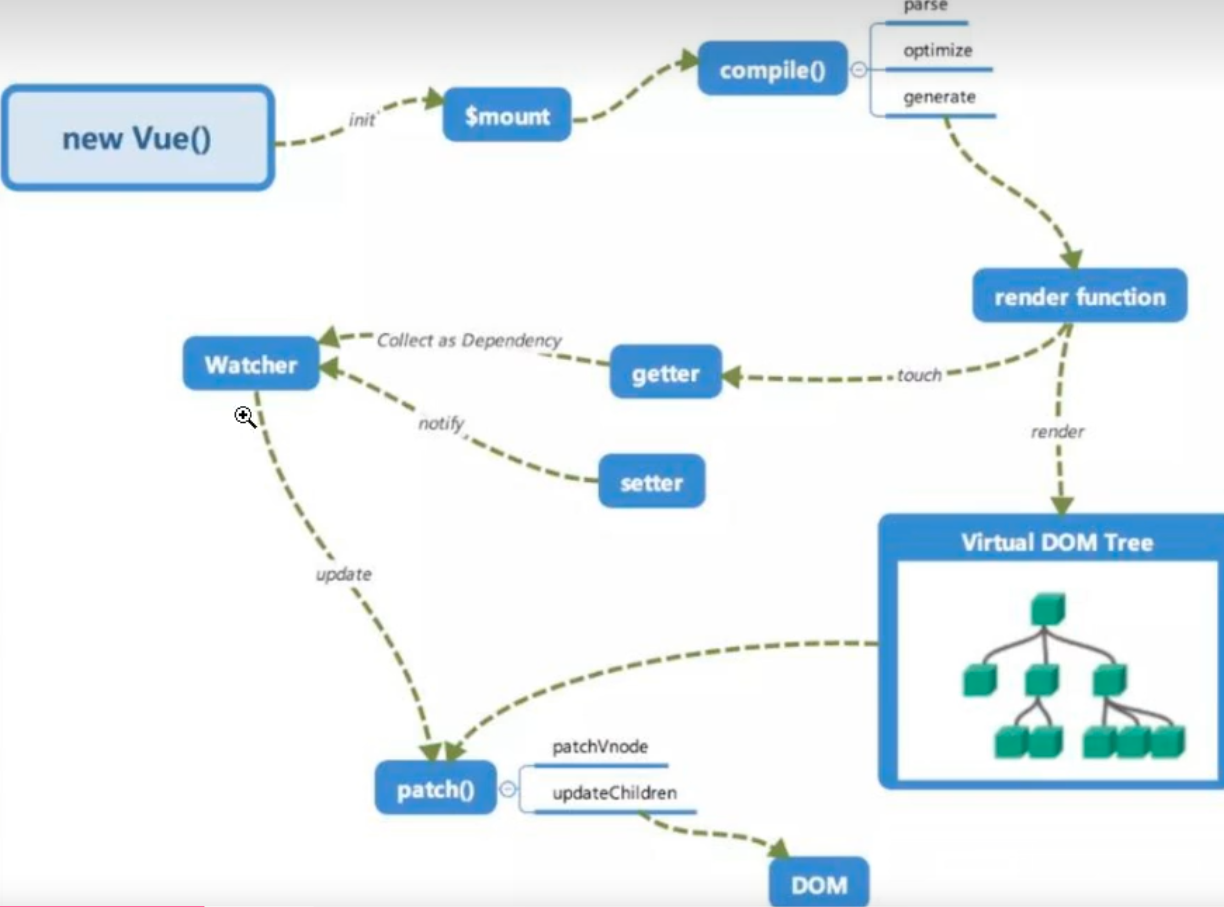 parse
optimize
compile()
generate
$mount
init
new Vue()
render function
Collect as Dependency
Watcher
getter
touch
notify
render
setter
Virtual DOM Tree
update
patchVnode
patch()
updateChildren
DOM